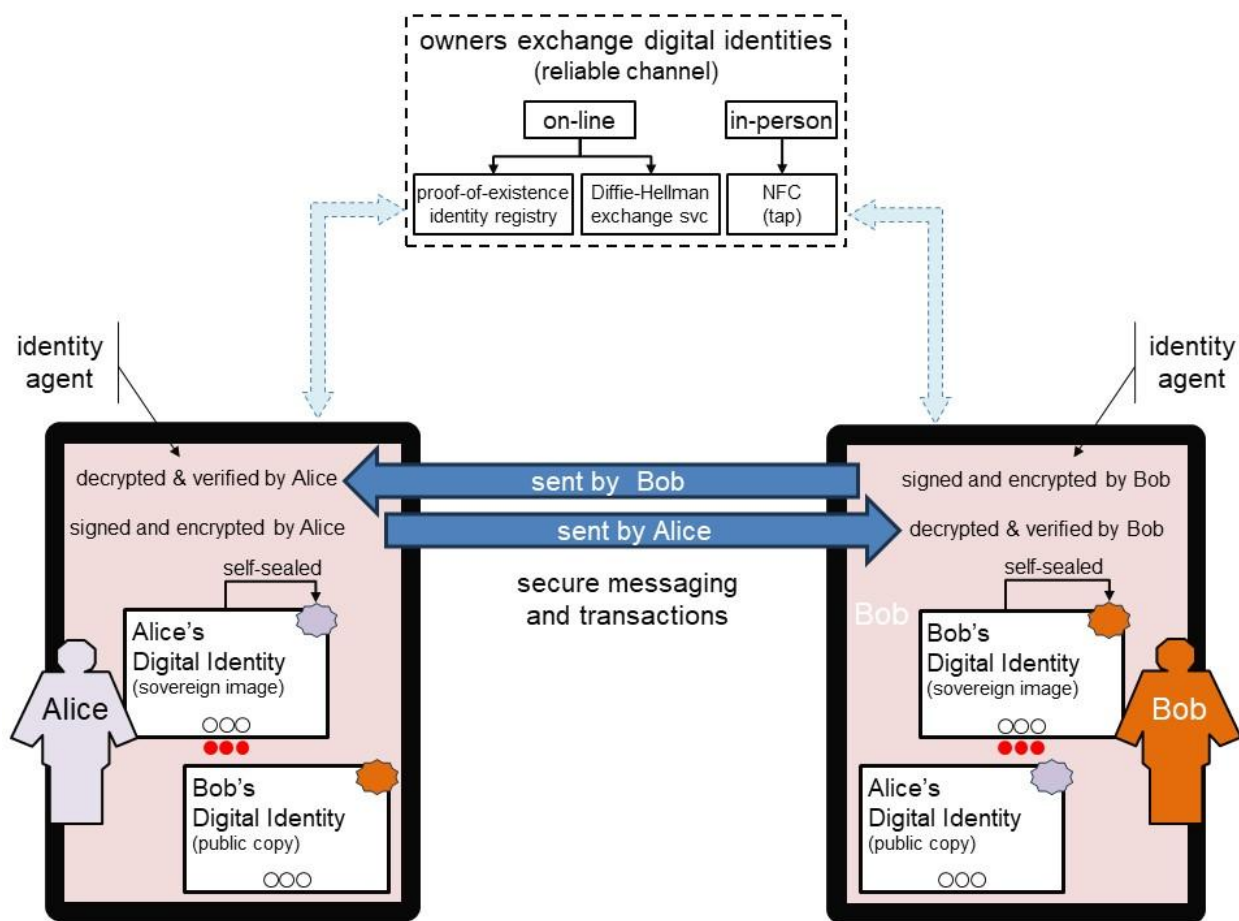 owners exchange digital identities
(reliable channel)
on-line
in-person
proof-of-existence
identity registry
Diffie-Hellman
exchange svc
NFC
(tap)
identity
agent
identity
agent
decrypted & verified by Alice
sent by Bob
signed and encrypted by Bob
signed and encrypted by Alice
sent by Alice
decrypted & verified by Bob
self-sealed
secure messaging
and transactions
self-sealed
Bob
Alice's
Digital Identity
(sovereign image)
Alice
Bob's
Digital Identity
(sovereign image)
Bob
Bob's
Digital Identity
(public copy)
Alice's
Digital Identity
(public copy)